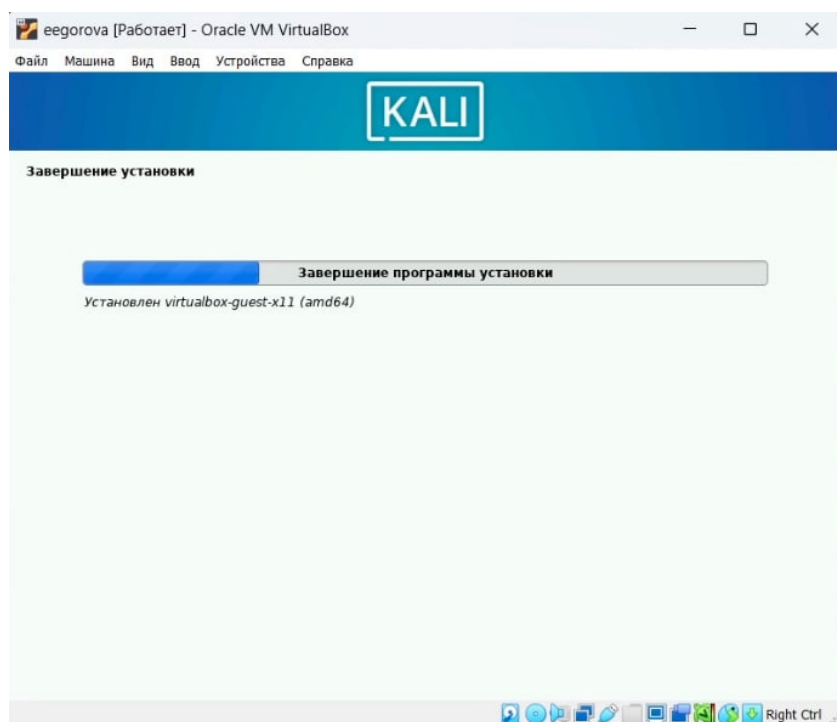 eegorova [Работает] - Oracle VM VirtualBox
Файл Машина Вид Ввод Устройства Справка
KALI
Завершение установки
Завершение программы установки
Установлен virtualbox-guest-x11 (amd64)
Right Ctrl